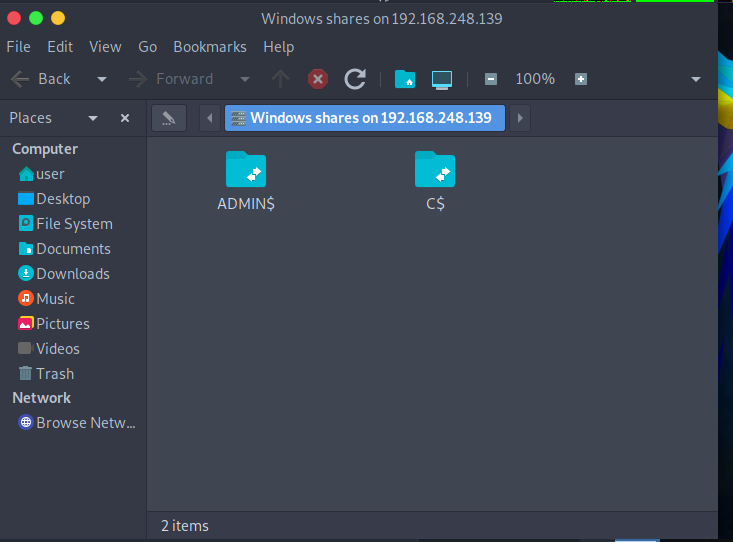 Windows shares on 192.168.248.139
File Edit View Go Bookmarks Help
Back Forward 100%
Places
Windows shares on 192.168.248.139
Computer
user
Desktop
File System
Documents
Downloads
Music
Pictures
Videos
Trash
Network
Browse Netw...
ADMIN$ C$
2 items